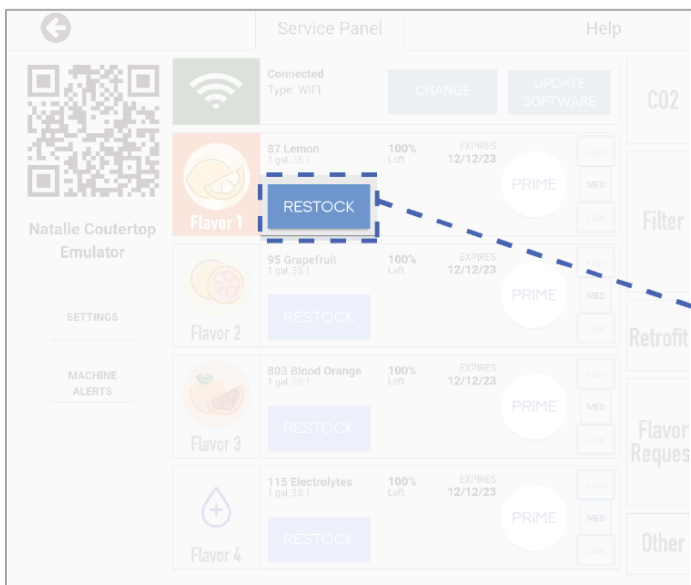 Service Panel
Help
Natalie Coutertop
Emulator
SETTINGS
MACHINE
ALERTS
Connected
Type: WIFI
CHANGE
UPDATE
SOFTWARE
87 Lemon
1 gal, 35:1
100%
Left
EXPIRES
12/12/23
RESTOCK
PRIME
HIGH
MED
LOW
Flavor 1
95 Grapefruit
1 gal, 35:1
100%
Left
EXPIRES
12/12/23
RESTOCK
PRIME
HIGH
MED
LOW
Flavor 2
803 Blood Orange
1 gal, 35:1
100%
Left
EXPIRES
12/12/23
RESTOCK
PRIME
HIGH
MED
LOW
Flavor 3
115 Electrolytes
1 gal, 35:1
100%
Left
EXPIRES
12/12/23
RESTOCK
PRIME
HIGH
MED
LOW
Flavor 4
CO2
Filter
Retrofit
Flavor
Reques
Other